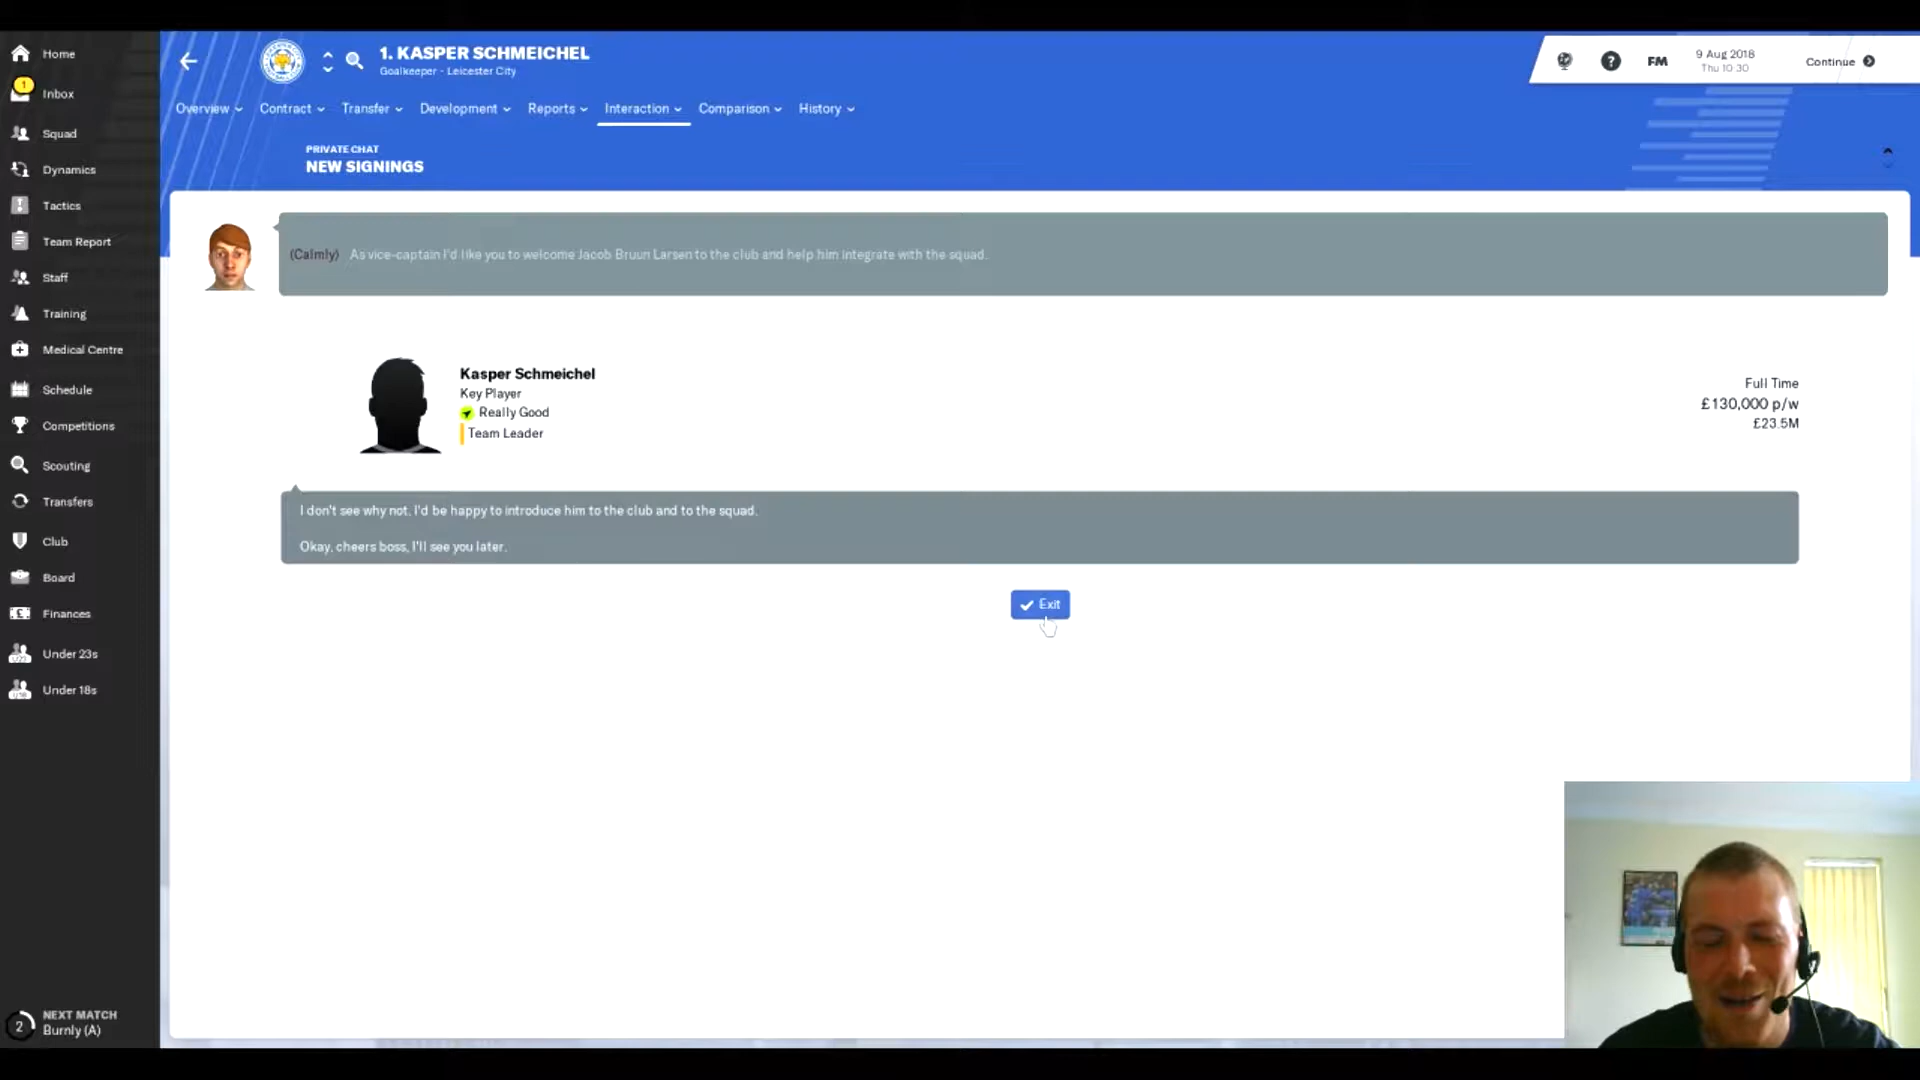 Home
1
Inbox
Squad
Dynamics
Tactics
Team Report
Staff
Training
Medical Centre
Schedule
Competitions
Scouting
Transfers
Club
Board
Finances
Under 23s
Under 18s
NEXT MATCH
2
Burnly (A)
1. KASPER SCHMEICHEL
Goalkeeper - Leicester City
FM
9 Aug 2018
Thu 10:30
Continue
Overview
Contract
Transfer
Development
Reports
Interaction
Comparison
History
PRIVATE CHAT
NEW SIGNINGS
(Calmly) As vice-captain I'd like you to welcome Jacob Bruun Larsen to the club and help him integrate with the squad.
Kasper Schmeichel
Key Player
Really Good
Team Leader
Full Time
£130,000 p/w
£23.5M
I don't see why not. I'd be happy to introduce him to the club and to the squad.
Okay, cheers boss, I'll see you later.
Exit